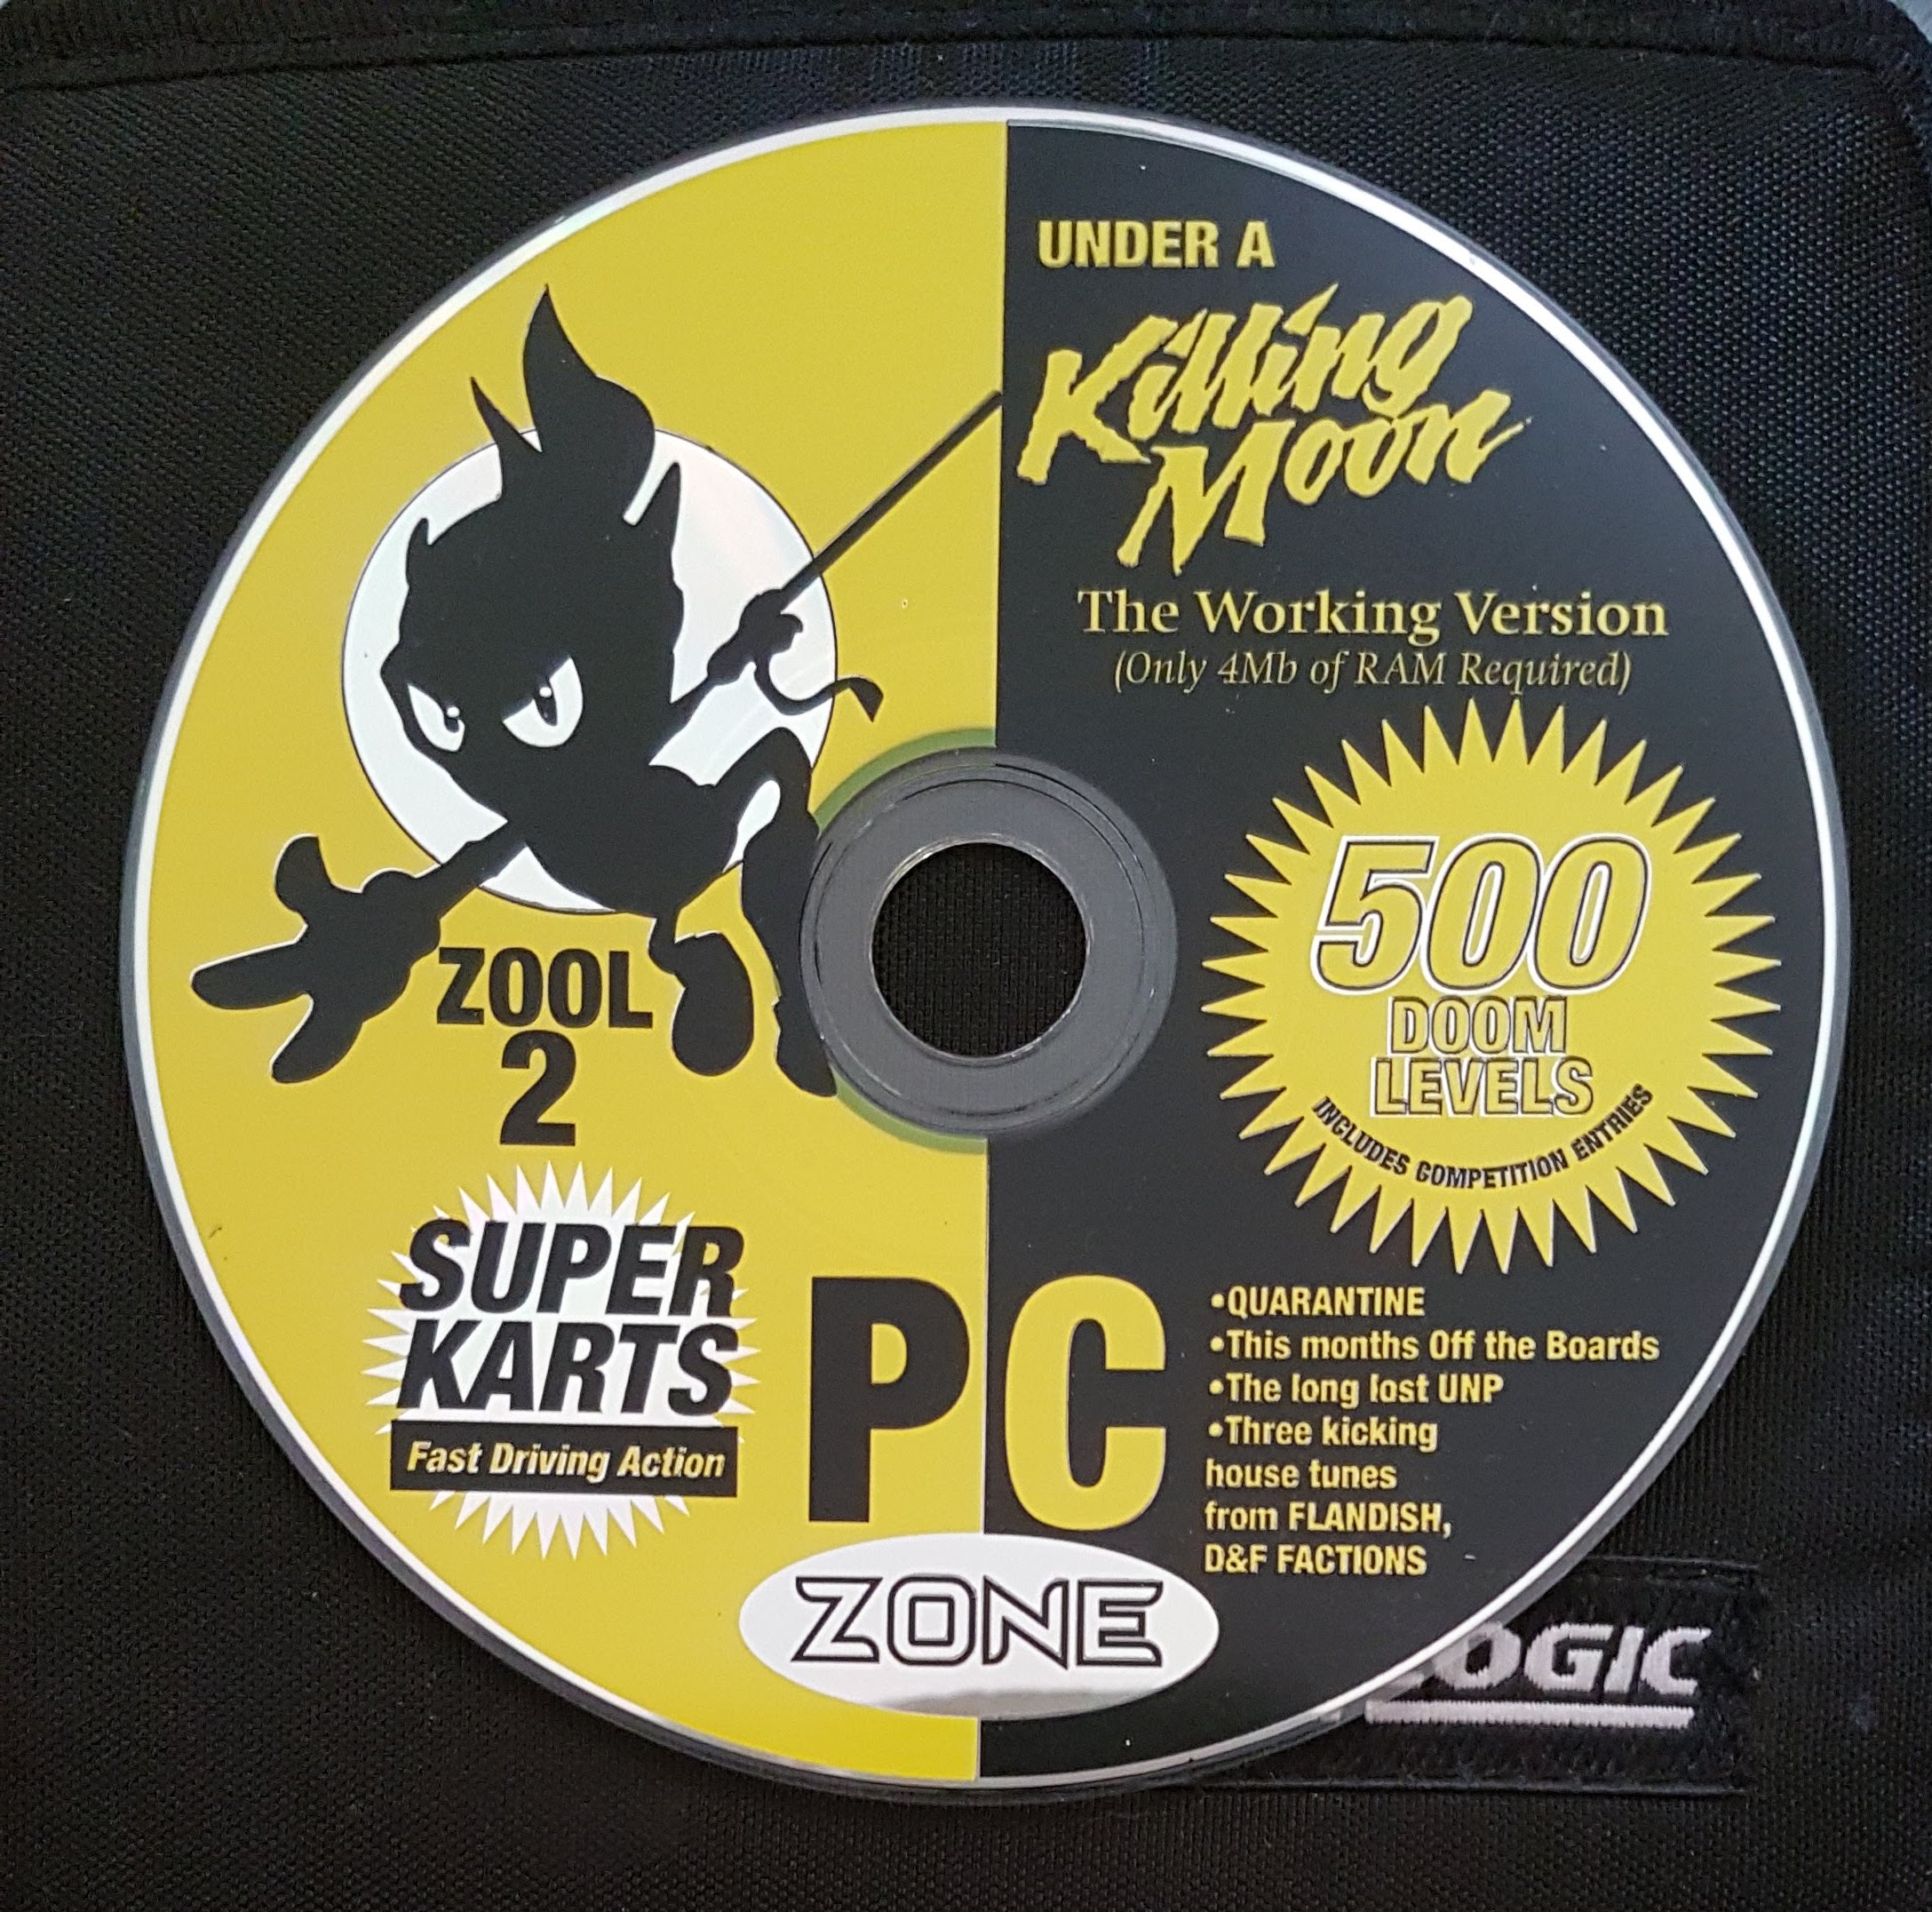 UNDER A
Killing
Moon
The Working Version
(Only 4Mb of RAM Required)
500
DOOM
LEVELS
INCLUDES COMPETITION ENTRIES
ZOOL
2
SUPER
KARTS
Fast Driving Action
PC
ZONE
•QUARANTINE
•This months Off the Boards
•The long lost UNP
•Three kicking
house tunes
from FLANDISH,
D&F FACTIONS
OGIC